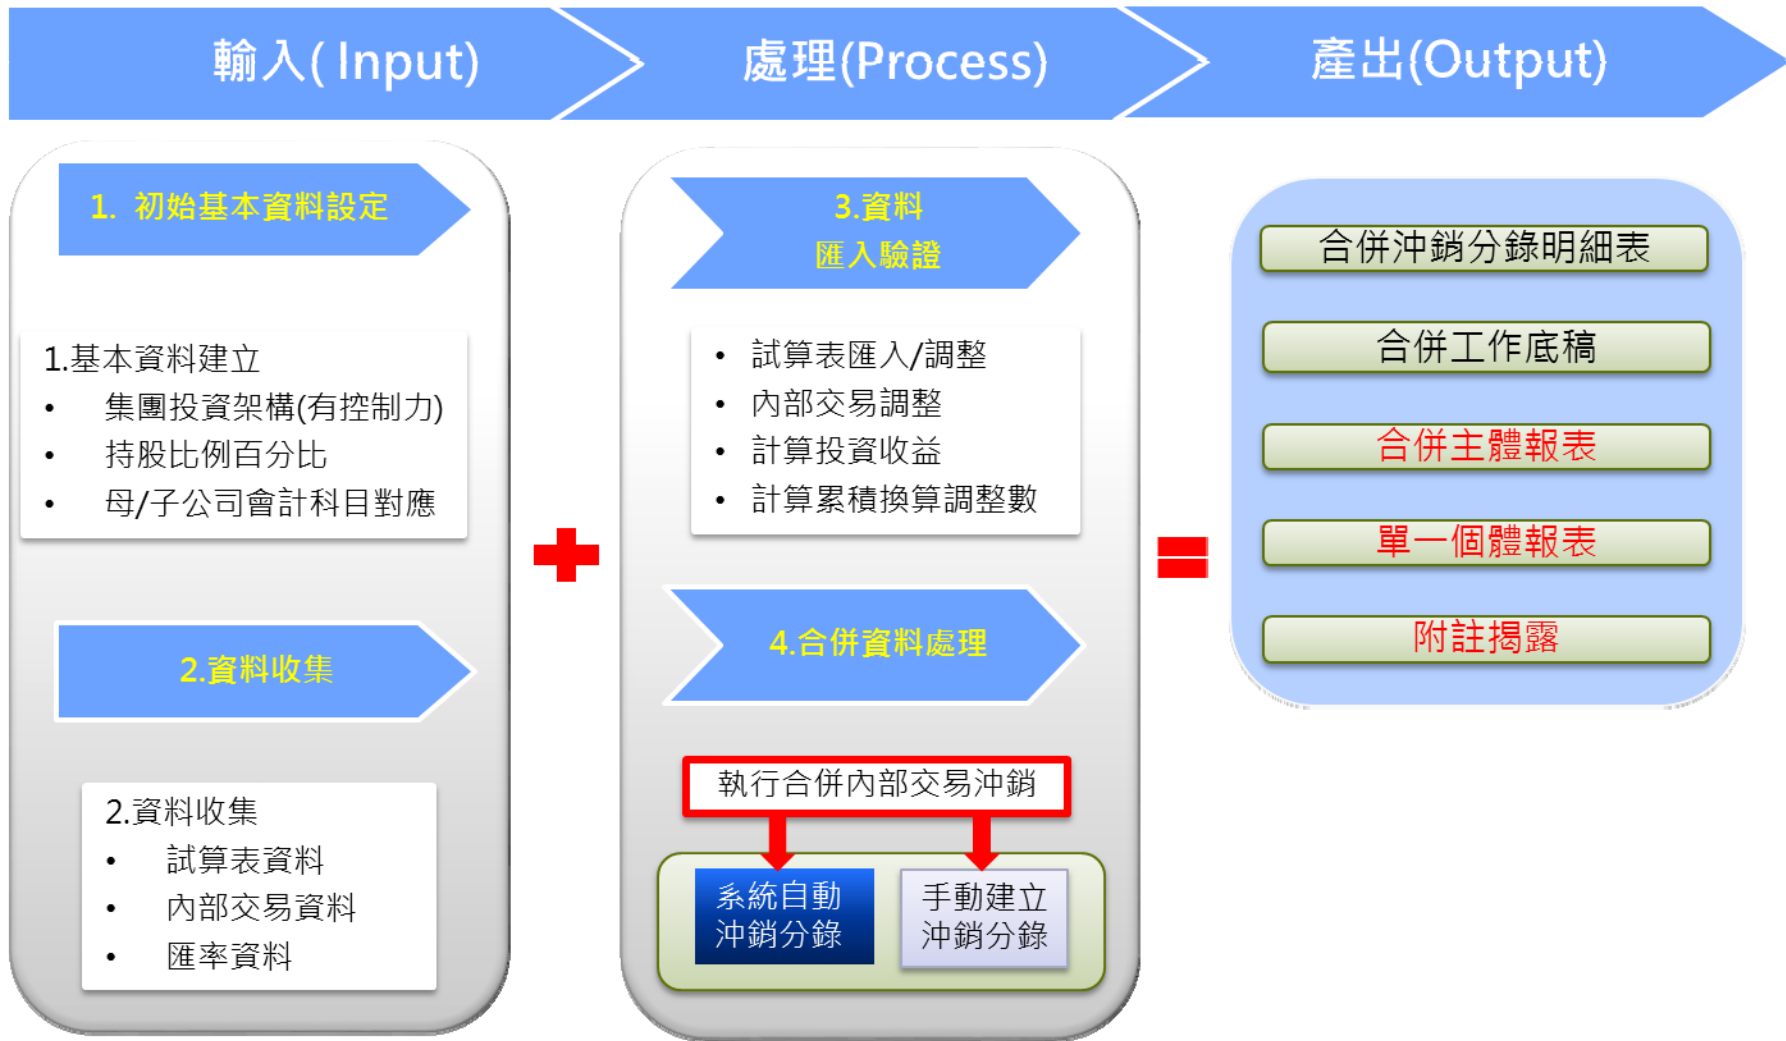 輸入( Input)
處理(Process)
產出(Output)
1. 初始基本資料設定
1.基本資料建立
• 集團投資架構(有控制力)
• 持股比例百分比
• 母/子公司會計科目對應
2.資料收集
2.資料收集
• 試算表資料
• 內部交易資料
• 匯率資料
3.資料
匯入驗證
• 試算表匯入/調整
• 內部交易調整
• 計算投資收益
• 計算累積換算調整數
4.合併資料處理
執行合併內部交易沖銷
系統自動
沖銷分錄
手動建立
沖銷分錄
合併沖銷分錄明細表
合併工作底稿
合併主體報表
單一個體報表
附註揭露